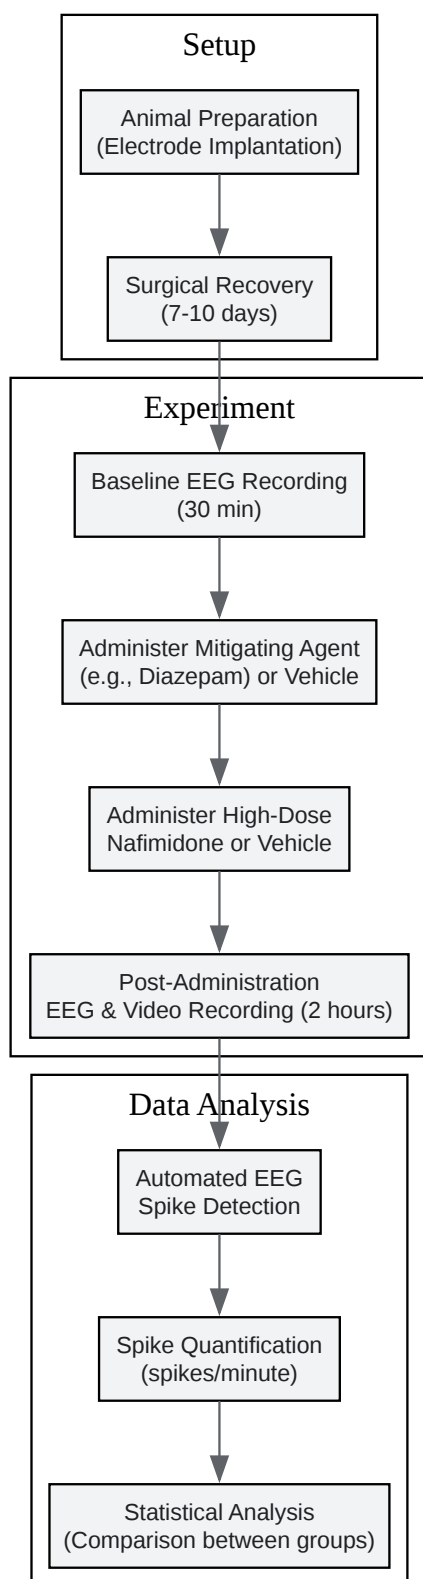 Setup
Animal Preparation
(Electrode Implantation)
Surgical Recovery
(7-10 days)
Experiment
Baseline EEG Recording
(30 min)
Administer Mitigating Agent
(e.g., Diazepam) or Vehicle
Administer High-Dose
Nafimidone or Vehicle
Post-Administration
EEG & Video Recording (2 hours)
Data Analysis
Automated EEG
Spike Detection
Spike Quantification
(spikes/minute)
Statistical Analysis
(Comparison between groups)